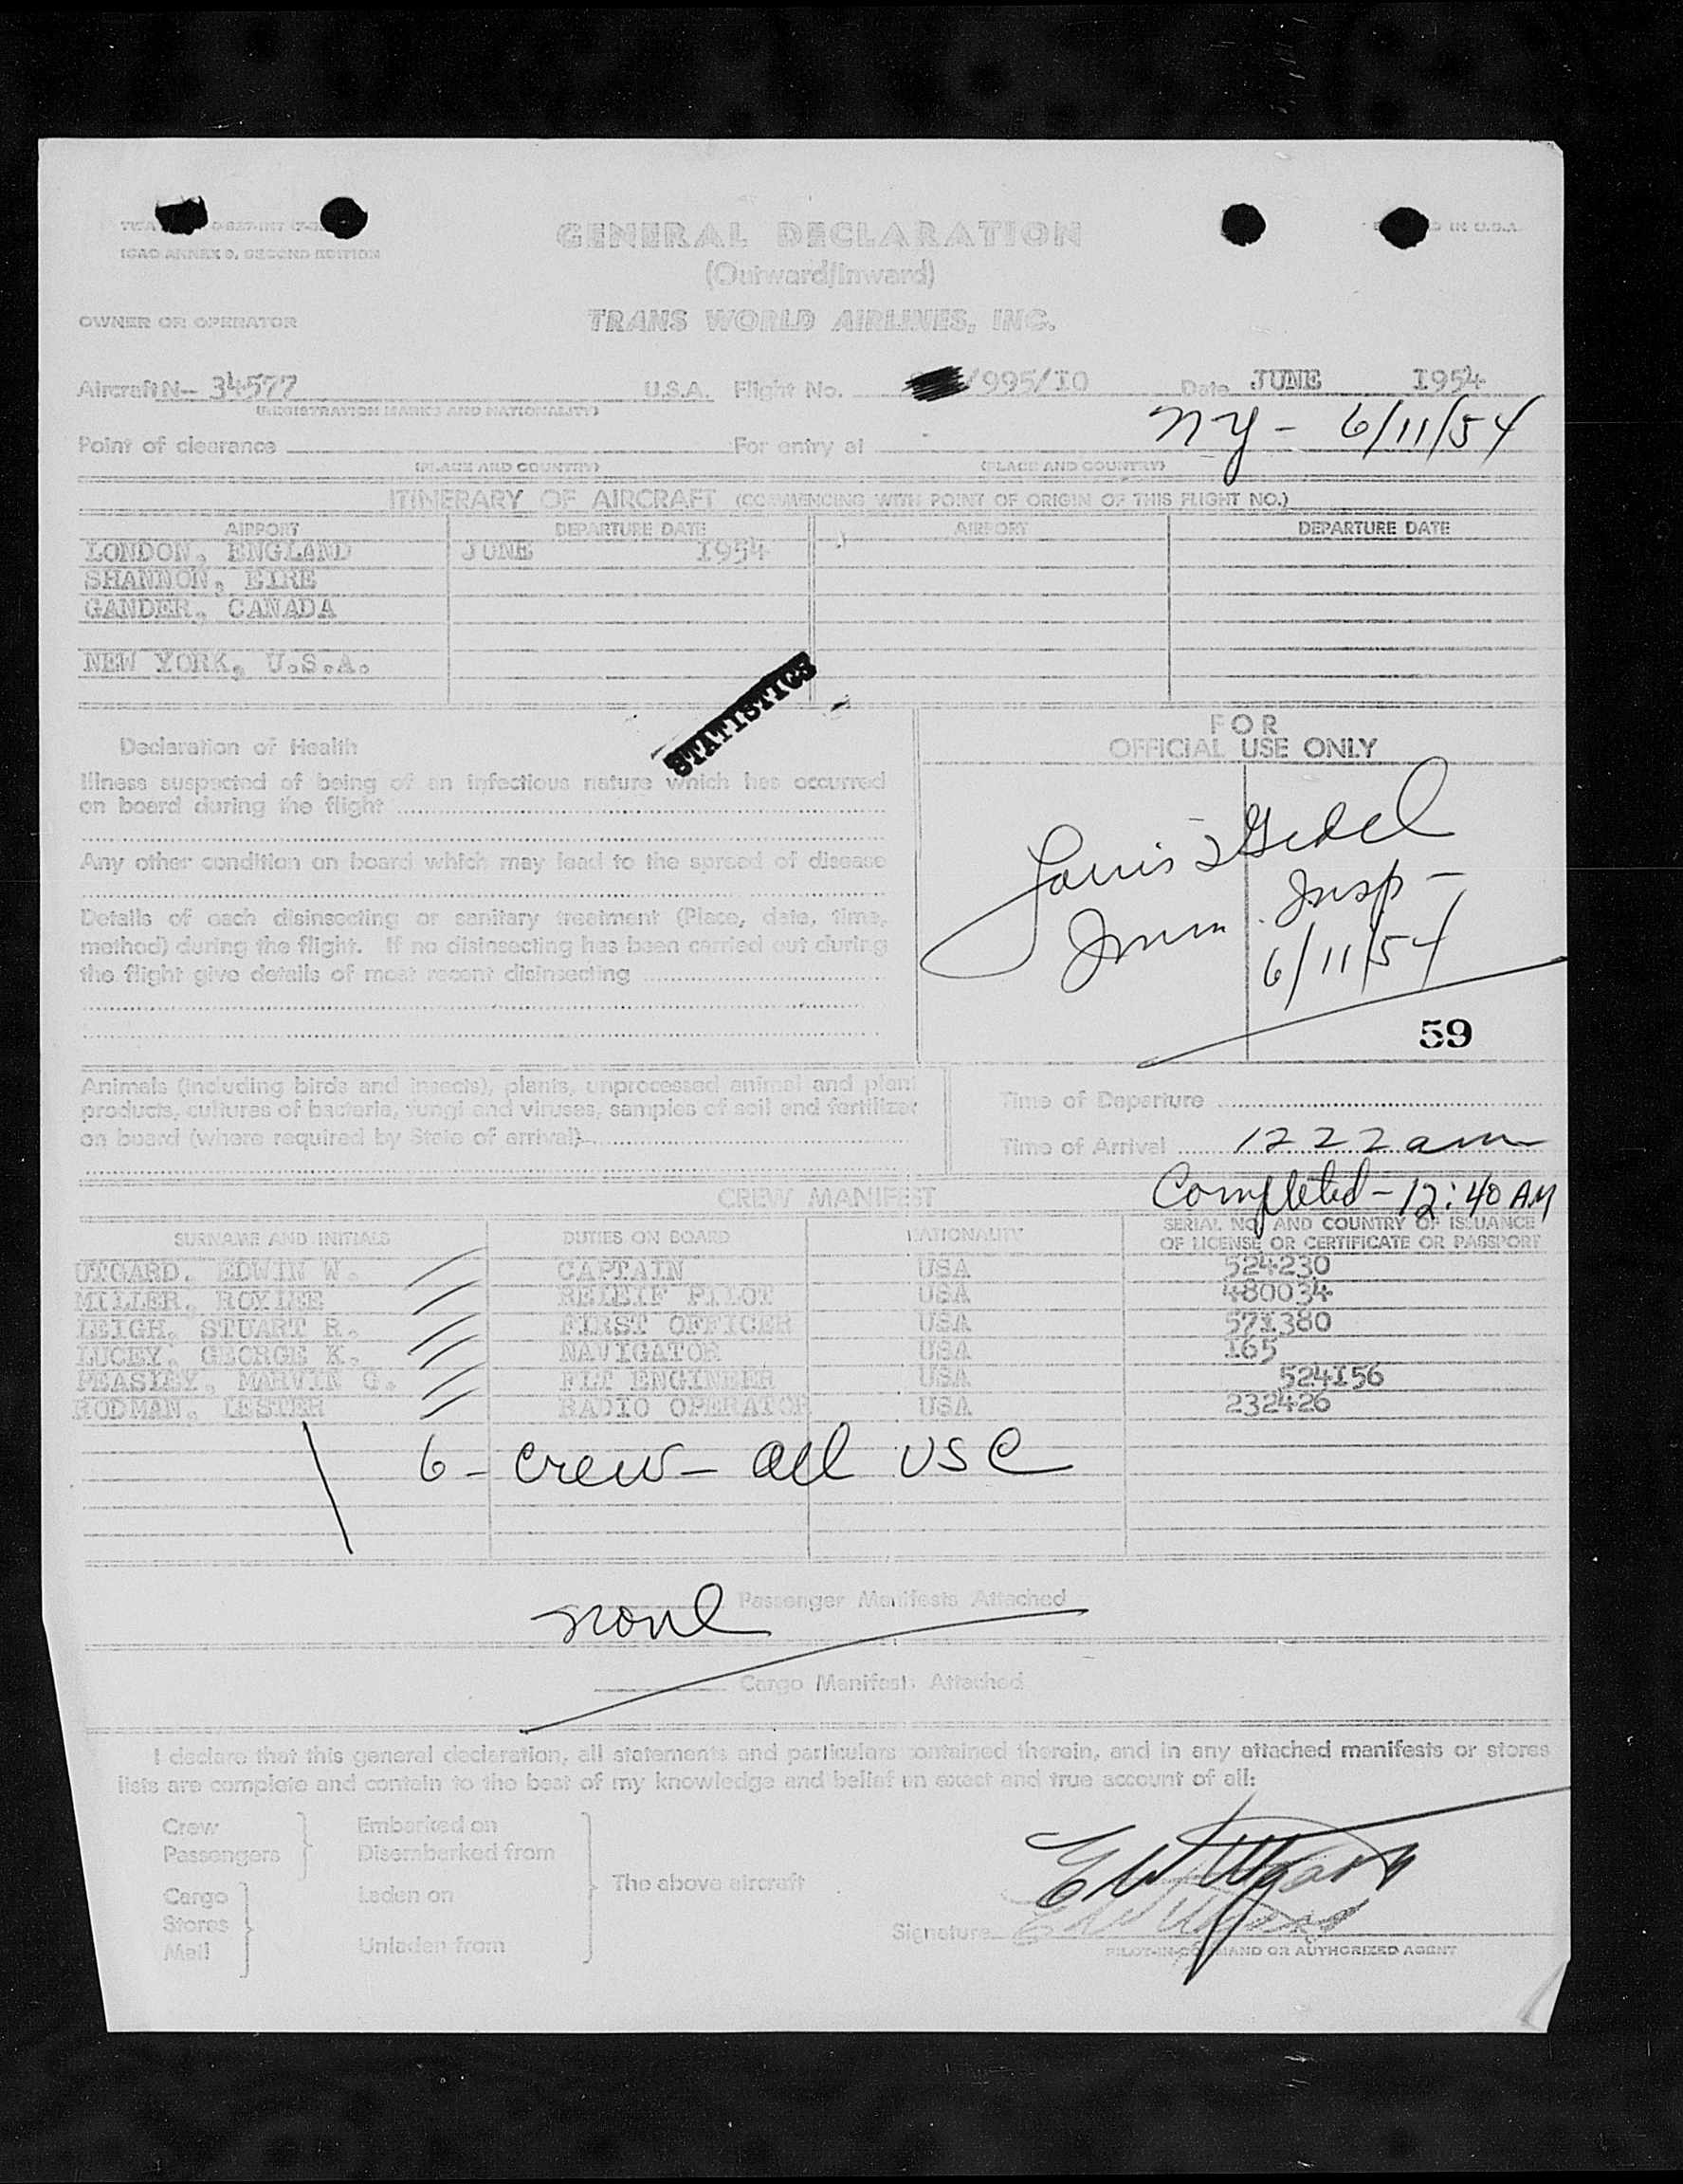 ICAO ANNEX 9, SECOND EDITION
IN U.S.A.
GENERAL DECLARATION
(Outward/Inward)
OWNER OR OPERATOR TRANS WORLD AIRLINES, INC.
Aircraft N- 34577 U.S.A. Flight No. /995/10 Date JUNE 1954
(REGISTRATION MARKS AND NATIONALITY)
NY - 6/11/54
Point of clearance For entry at
(PLACE AND COUNTRY) (PLACE AND COUNTRY)
ITINERARY OF AIRCRAFT (COMMENCING WITH POINT OF ORIGIN OF THIS FLIGHT NO.)
AIRPORT DEPARTURE DATE AIRPORT DEPARTURE DATE
LONDON, ENGLAND JUNE 1954
SHANNON, EIRE
GANDER, CANADA
NEW YORK, U.S.A.
STATISTICS
FOR
OFFICIAL USE ONLY
Declaration of Health
Illness suspected of being of an infectious nature which has occurred
on board during the flight
Any other condition on board which may lead to the spread of disease
Details of each disinsecting or sanitary treatment (Place, date, time,
method) during the flight. If no disinsecting has been carried out during
the flight give details of most recent disinsecting
Louis
Imm. Insp -
6/11/54
59
Animals (including birds and insects), plants, unprocessed animal and plant
products, cultures of bacteria, fungi and viruses, samples of soil and fertilizer
on board (where required by State of arrival)
Time of Departure
Time of Arrival 1222 am
Completed - 12:40 AM
CREW MANIFEST
SURNAME AND INITIALS DUTIES ON BOARD NATIONALITY SERIAL NO. AND COUNTRY OF ISSUANCE
OF LICENSE OR CERTIFICATE OR PASSPORT
UTGARD, EDWIN W. CAPTAIN USA 524230
MILLER, ROY LEE RELEIF PILOT USA 480034
LEIGH, STUART R. FIRST OFFICER USA 571380
LUCEY, GEORGE K. NAVIGATOR USA 165
PEASLEY, MARVIN G. FLT ENGINEER USA 524156
RODMAN, LESTER RADIO OPERATOR USA 232426
6 - Crew - all USC
none Passenger Manifests Attached
Cargo Manifests Attached
I declare that this general declaration, all statements and particulars contained therein, and in any attached manifests or stores
lists are complete and contain to the best of my knowledge and belief an exact and true account of all:
Crew Embarked on
Passengers Disembarked from
The above aircraft
Cargo Laden on
Stores
Mail Unladen from
E W Utgard
Signature E W Utgard
PILOT-IN-COMMAND OR AUTHORIZED AGENT